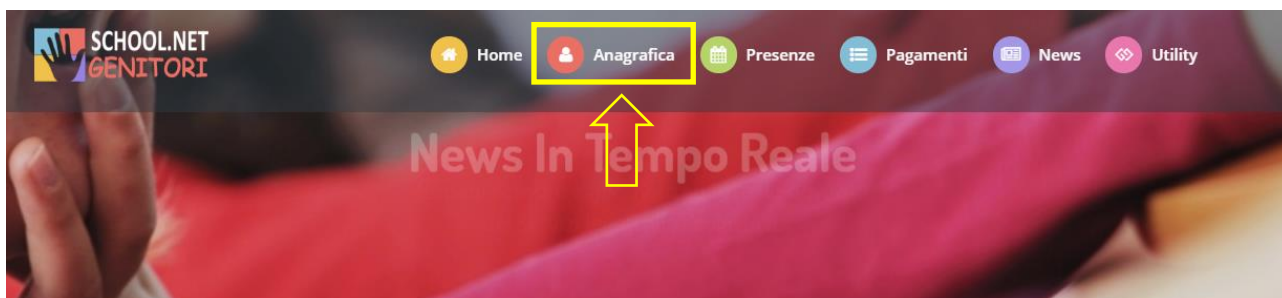 SCHOOL.NET
GENITORI
Home Anagrafica Presenze Pagamenti News Utility
News In Tempo Reale